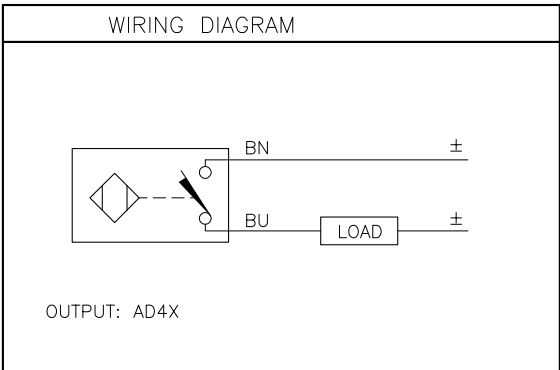 WIRING DIAGRAM
BN ±
BU LOAD ±
OUTPUT: AD4X